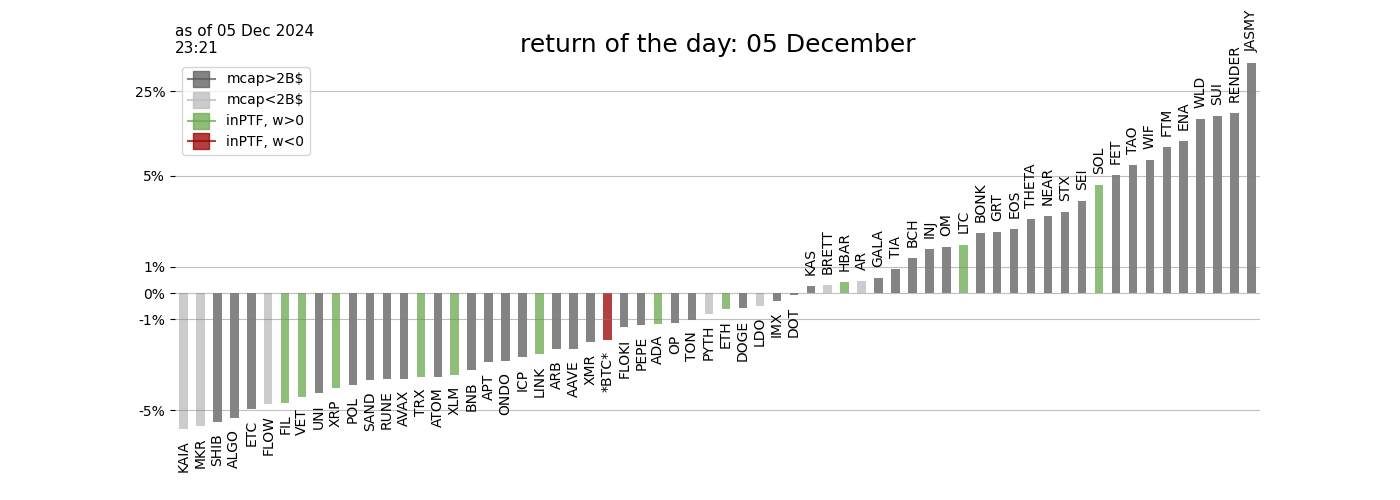 as of 05 Dec 2024
23:21
return of the day: 05 December
mcap>2B$
mcap<2B$
inPTF, w>0
inPTF, w<0
25%
5%
1%
0%
-1%
-5%
KAIA
MKR
SHIB
ALGO
ETC
FLOW
FIL
VET
UNI
XRP
POL
SAND
RUNE
AVAX
TRX
ATOM
XLM
BNB
APT
ONDO
ICP
LINK
ARB
AAVE
XMR
*BTC*
FLOKI
PEPE
ADA
OP
TON
PYTH
ETH
DOGE
LDO
IMX
DOT
KAS
BRETT
HBAR
AR
GALA
TIA
BCH
INJ
OM
LTC
BONK
GRT
EOS
THETA
NEAR
STX
SEI
SOL
FET
TAO
WIF
FTM
ENA
WLD
SUI
RENDER
JASMY